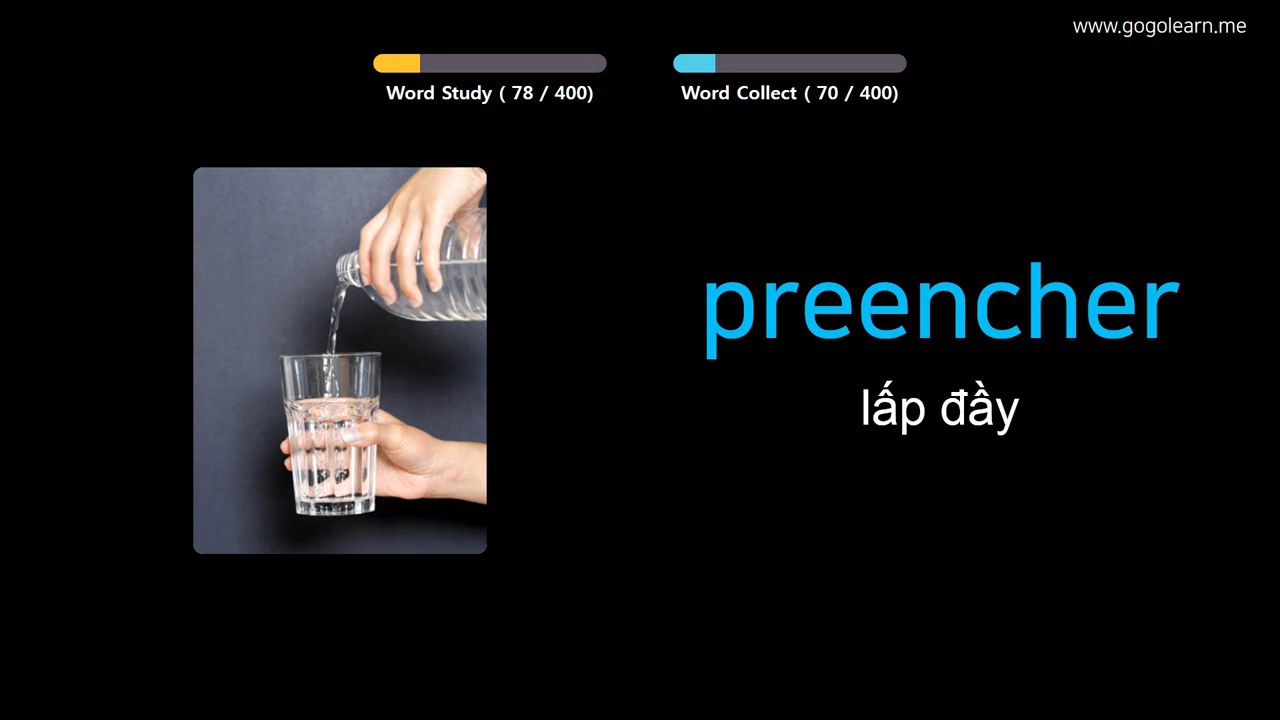 www.gogolearn.me
Word Study ( 78 / 400)
Word Collect ( 70 / 400)
preencher
lấp đầy